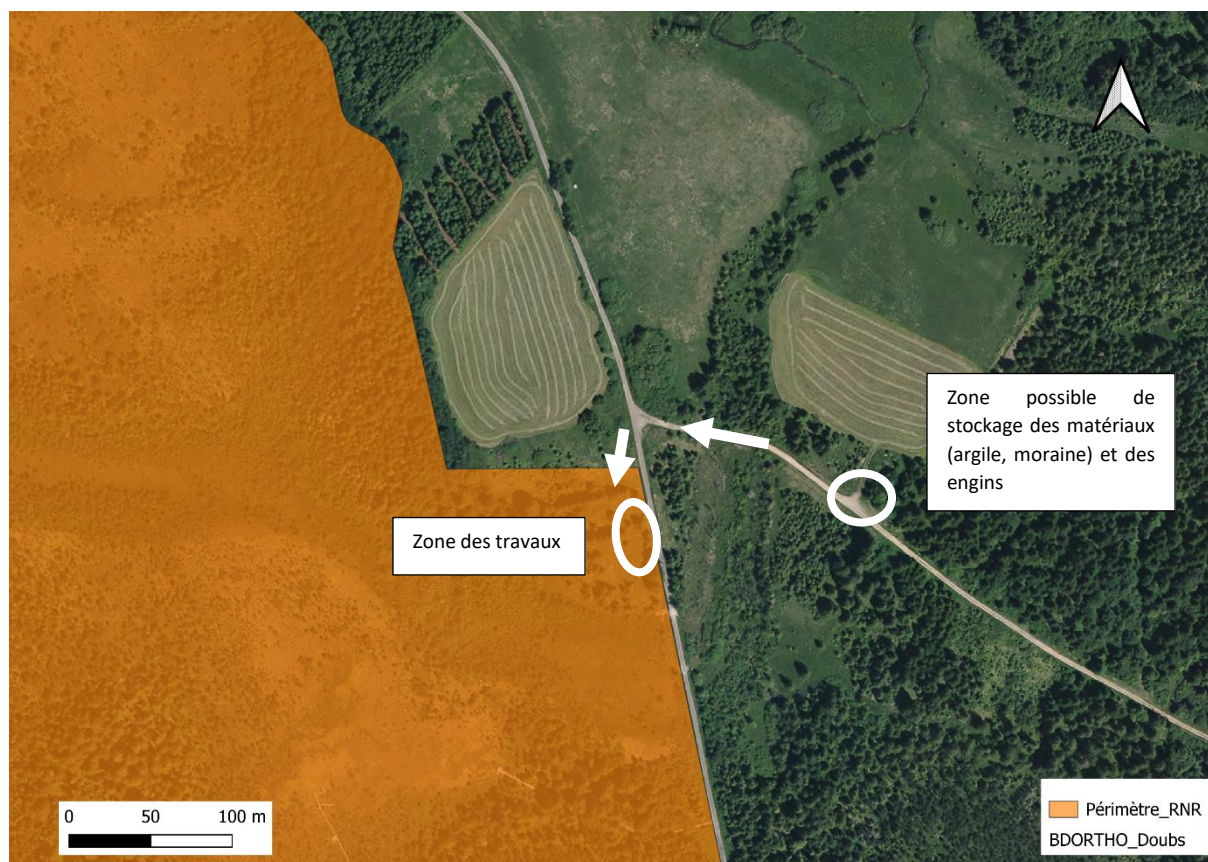 Zone possible de
stockage des matériaux
(argile, moraine) et des
engins
Zone des travaux
0 50 100 m
Périmètre_RNR
BDORTHO_Doubs